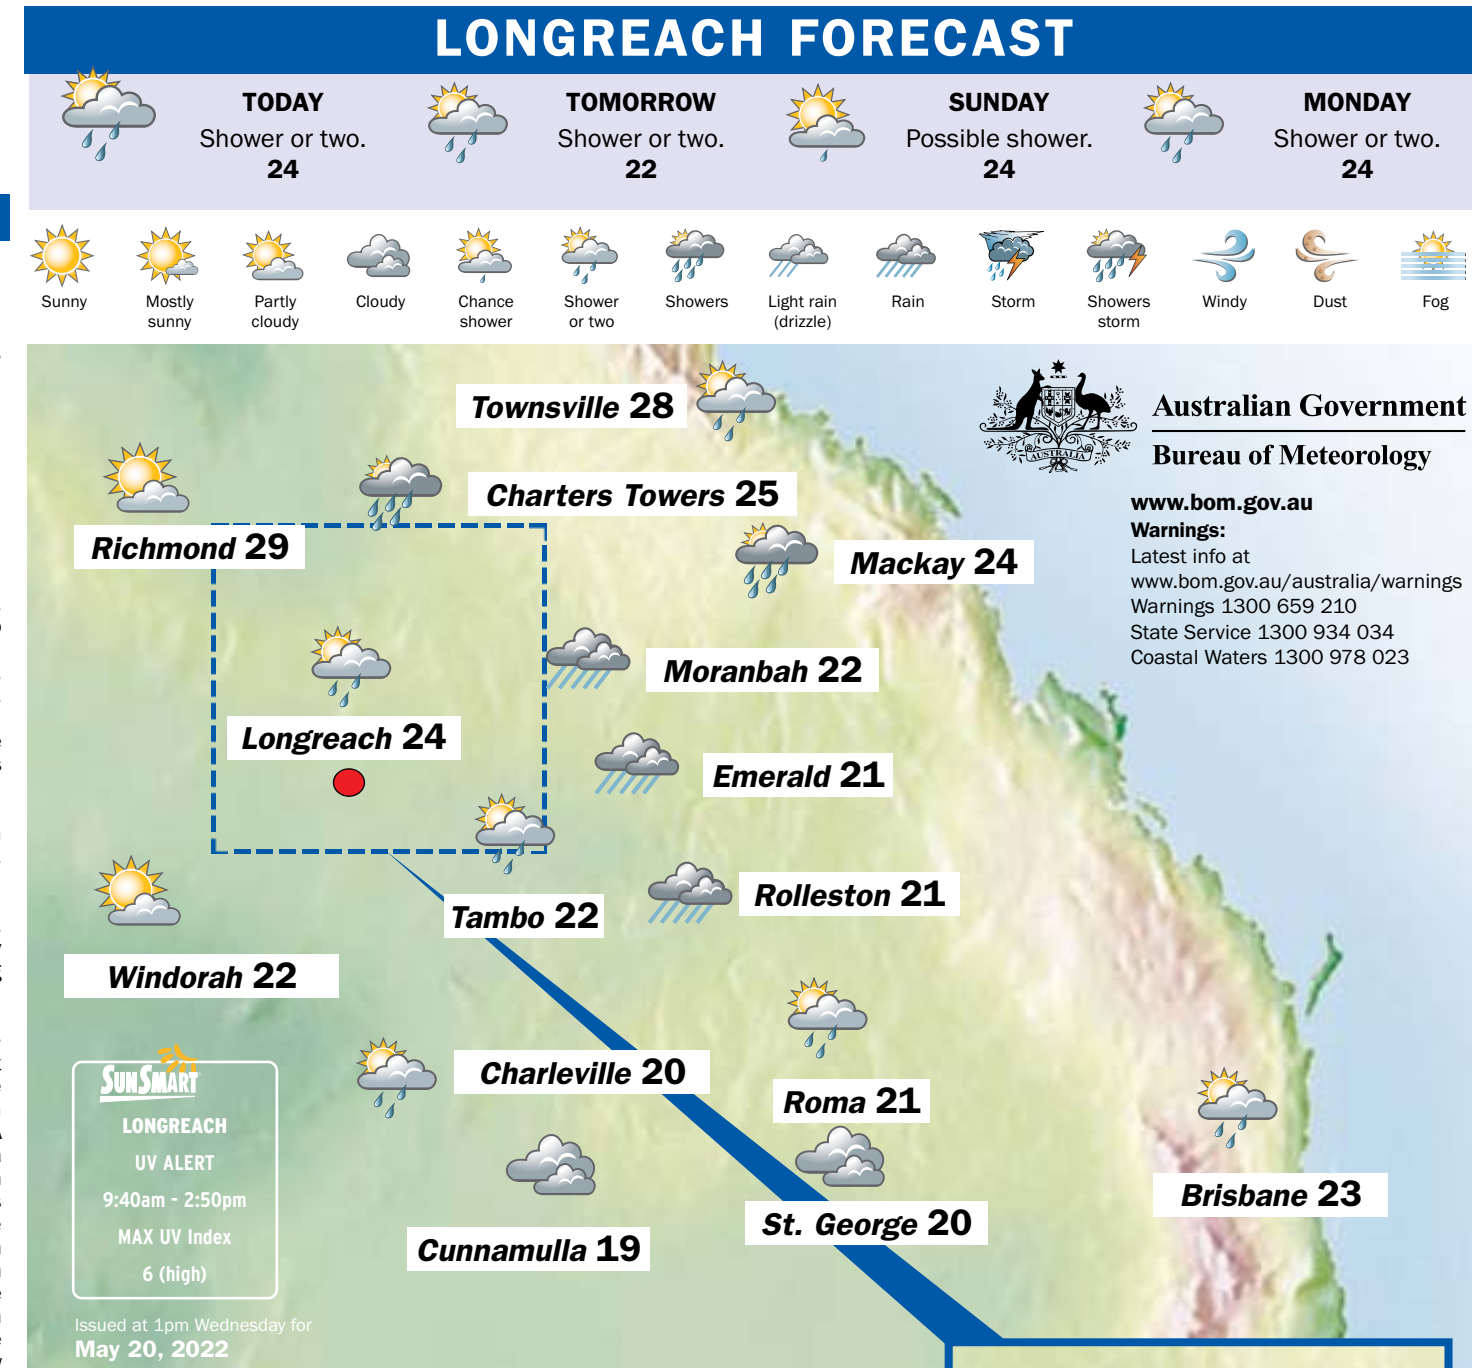 LONGREACH FORECAST
TODAY
Shower or two.
24
TOMORROW
Shower or two.
22
SUNDAY
Possible shower.
24
MONDAY
Shower or two.
24
Sunny
Mostly
sunny
Partly
cloudy
Cloudy
Chance
shower
Shower
or two
Showers
Light rain
(drizzle)
Rain
Storm
Showers
storm
Windy
Dust
Fog
Townsville 28
AUSTRALIA
Australian Government
Bureau of Meteorology
www.bom.gov.au
Warnings:
Latest info at
www.bom.gov.au/australia/warnings
Warnings 1300 659 210
State Service 1300 934 034
Coastal Waters 1300 978 023
Charters Towers 25
Richmond 29
Mackay 24
Moranbah 22
Longreach 24
Emerald 21
Rolleston 21
Tambo 22
Windorah 22
Charleville 20
Roma 21
Brisbane 23
St. George 20
Cunnamulla 19
SUNSMART
LONGREACH
UV ALERT
9:40am - 2:50pm
MAX UV Index
6 (high)
Issued at 1pm Wednesday for
May 20, 2022